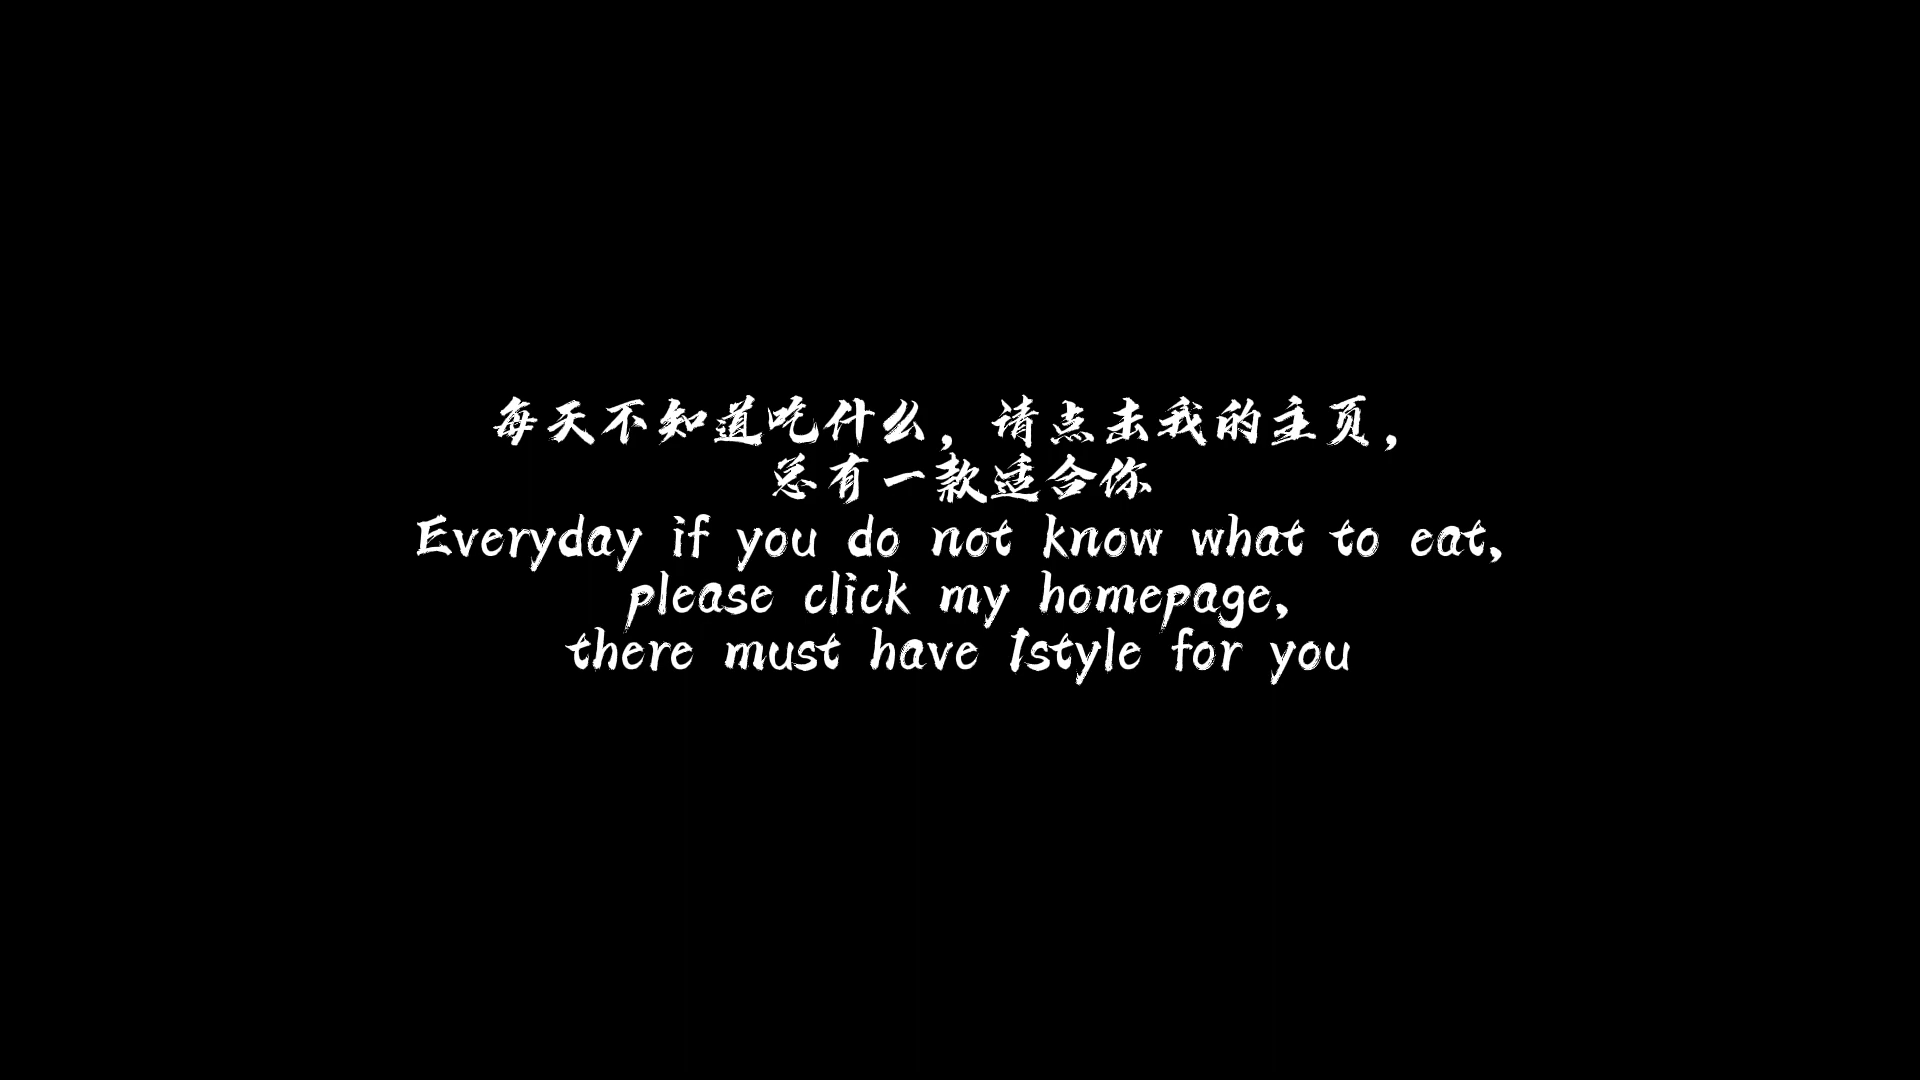 每天不知道吃什么，请点击我的主页，
总有一款适合你
Everyday if you do not know what to eat,
please click my homepage,
there must have 1style for you